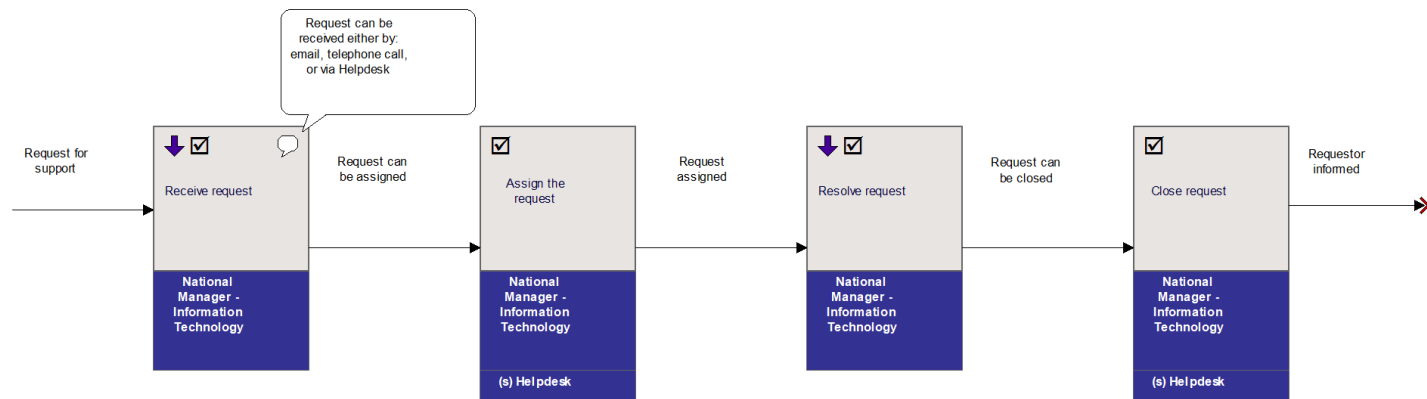 Request can be
received either by:
email, telephone call,
or via Helpdesk
Request for
support
Receive request
National
Manager -
Information
Technology
Request can
be assigned
Assign the
request
National
Manager -
Information
Technology
(s) Helpdesk
Request
assigned
Resolve request
National
Manager -
Information
Technology
Request can
be closed
Close request
National
Manager -
Information
Technology
(s) Helpdesk
Requestor
informed